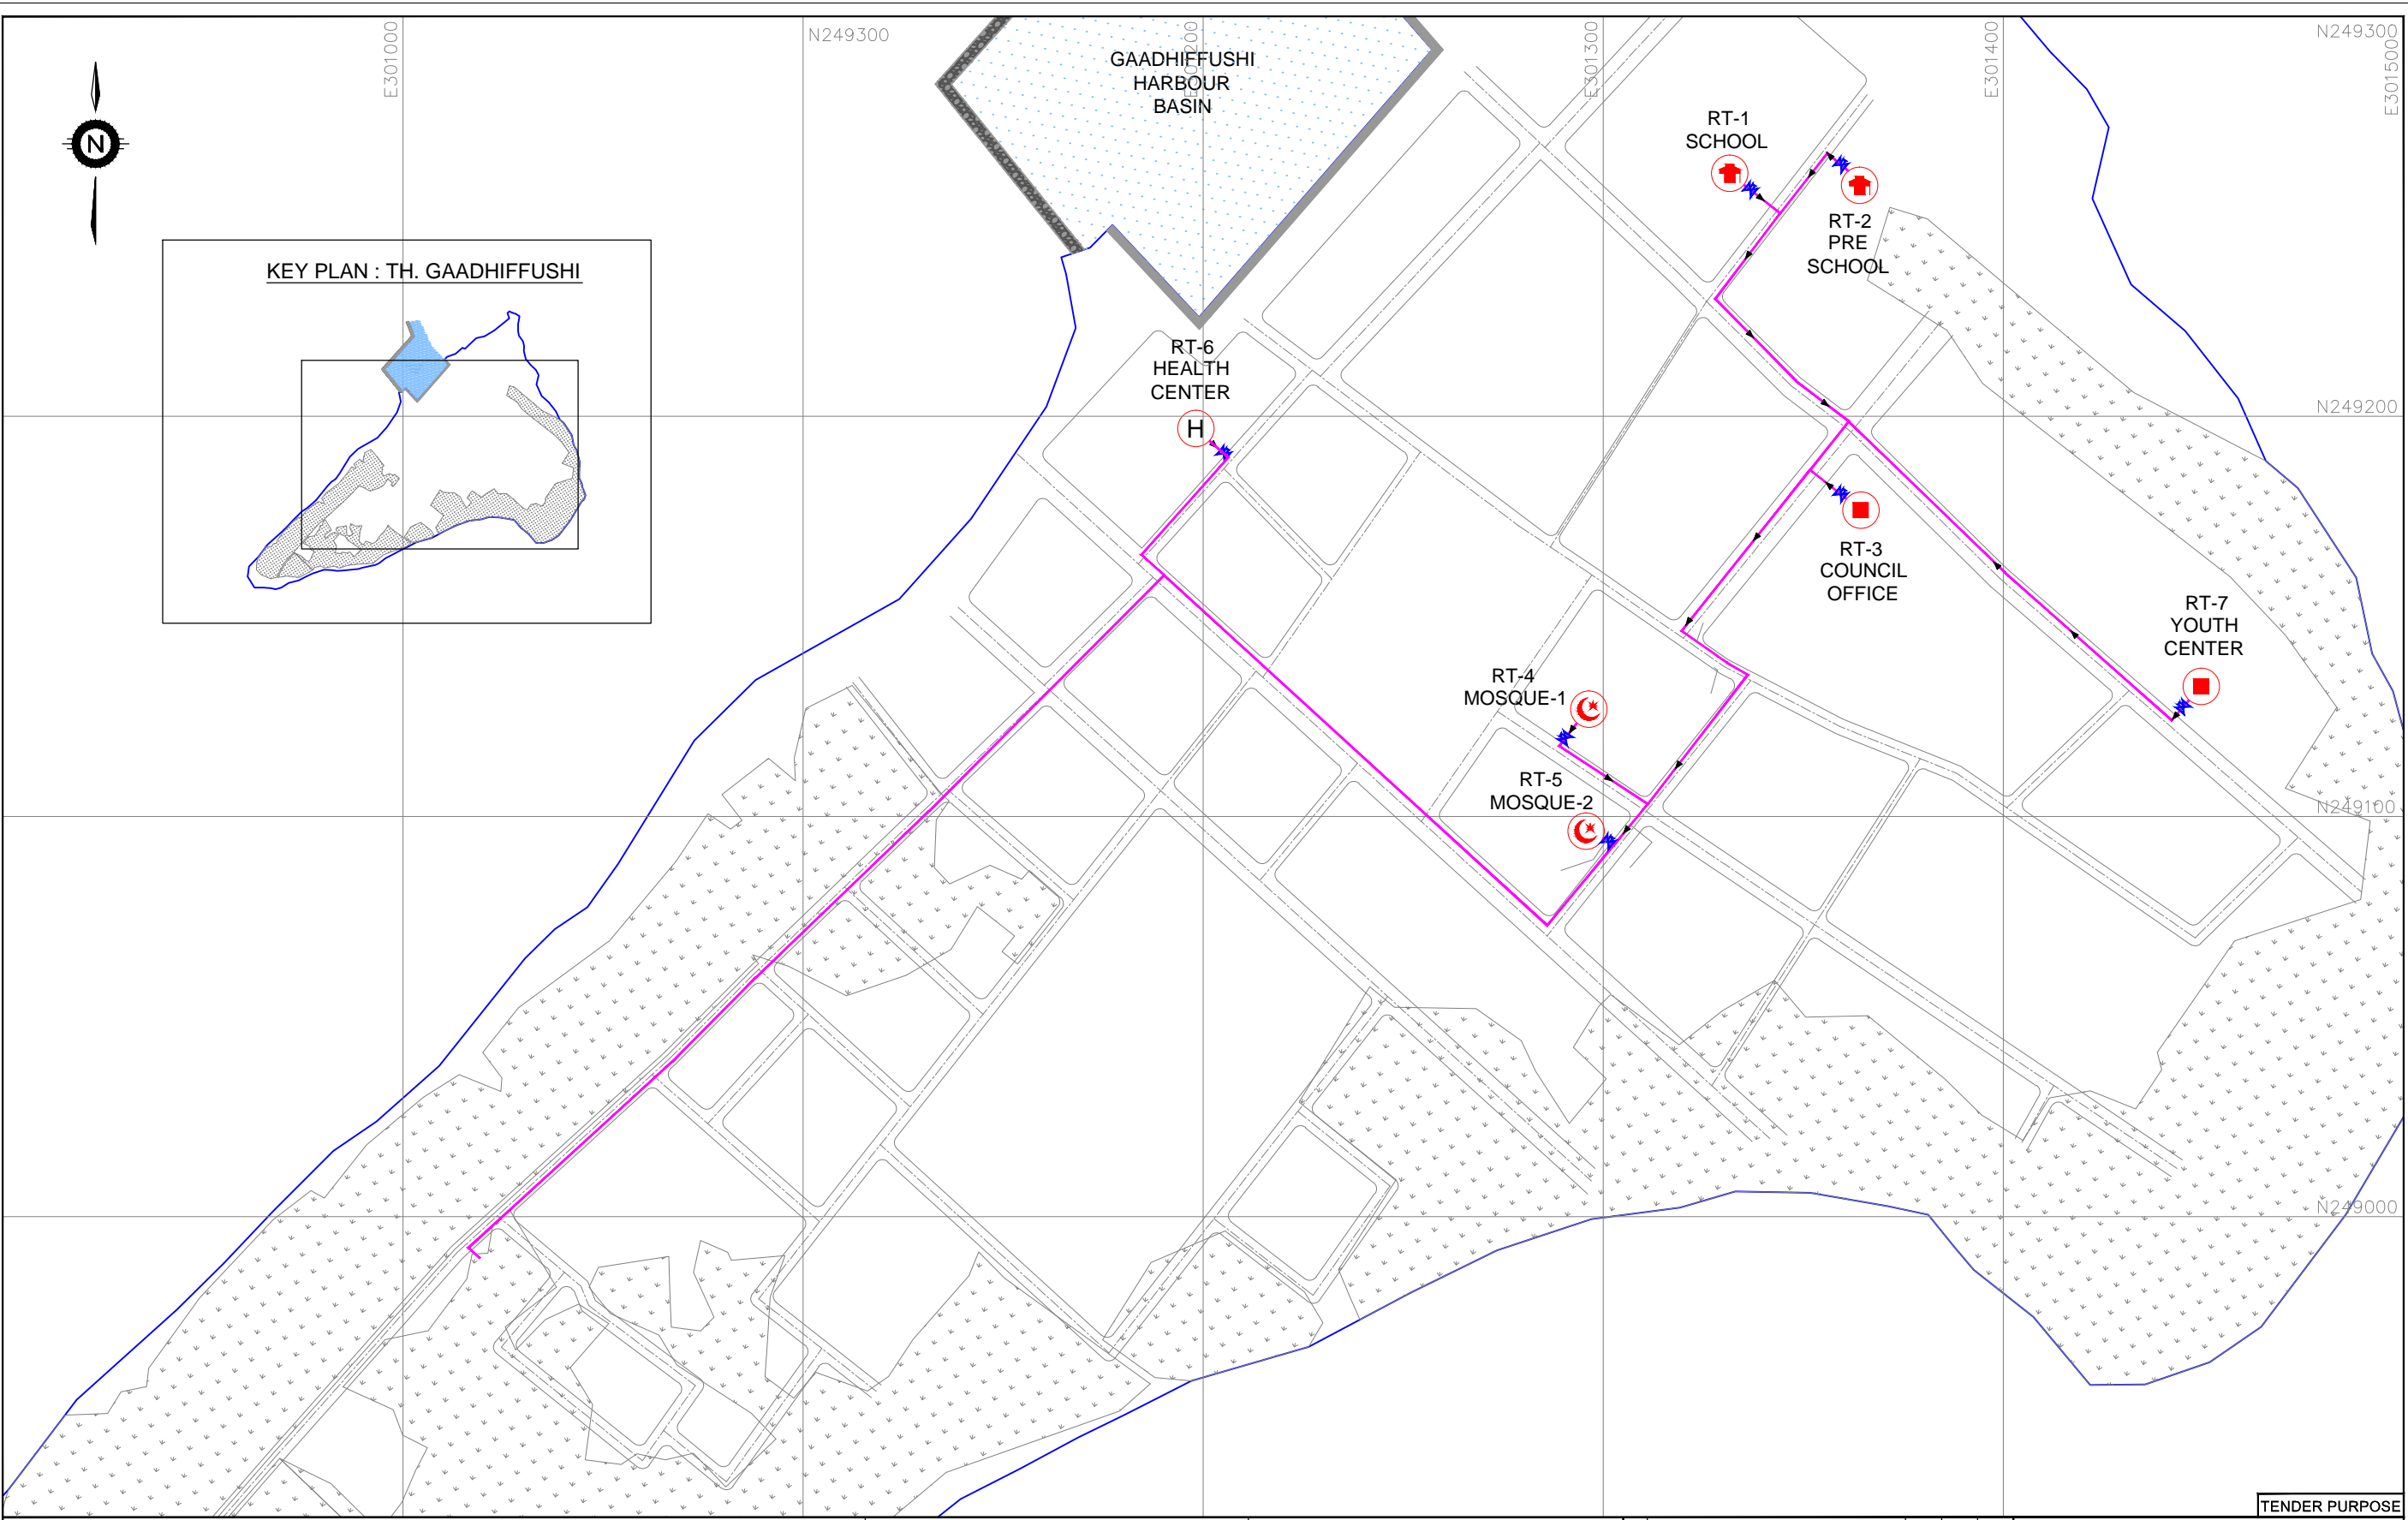 E301000
N249300
E301200
E301300
E301400
N249300
E301500
GAADHIFFUSHI
HARBOUR
BASIN
N
KEY PLAN : TH. GAADHIFFUSHI
RT-1
SCHOOL
RT-2
PRE
SCHOOL
RT-6
HEALTH
CENTER
H
N249200
RT-3
COUNCIL
OFFICE
RT-7
YOUTH
CENTER
RT-4
MOSQUE-1
RT-5
MOSQUE-2
N249100
N249000
TENDER PURPOSE